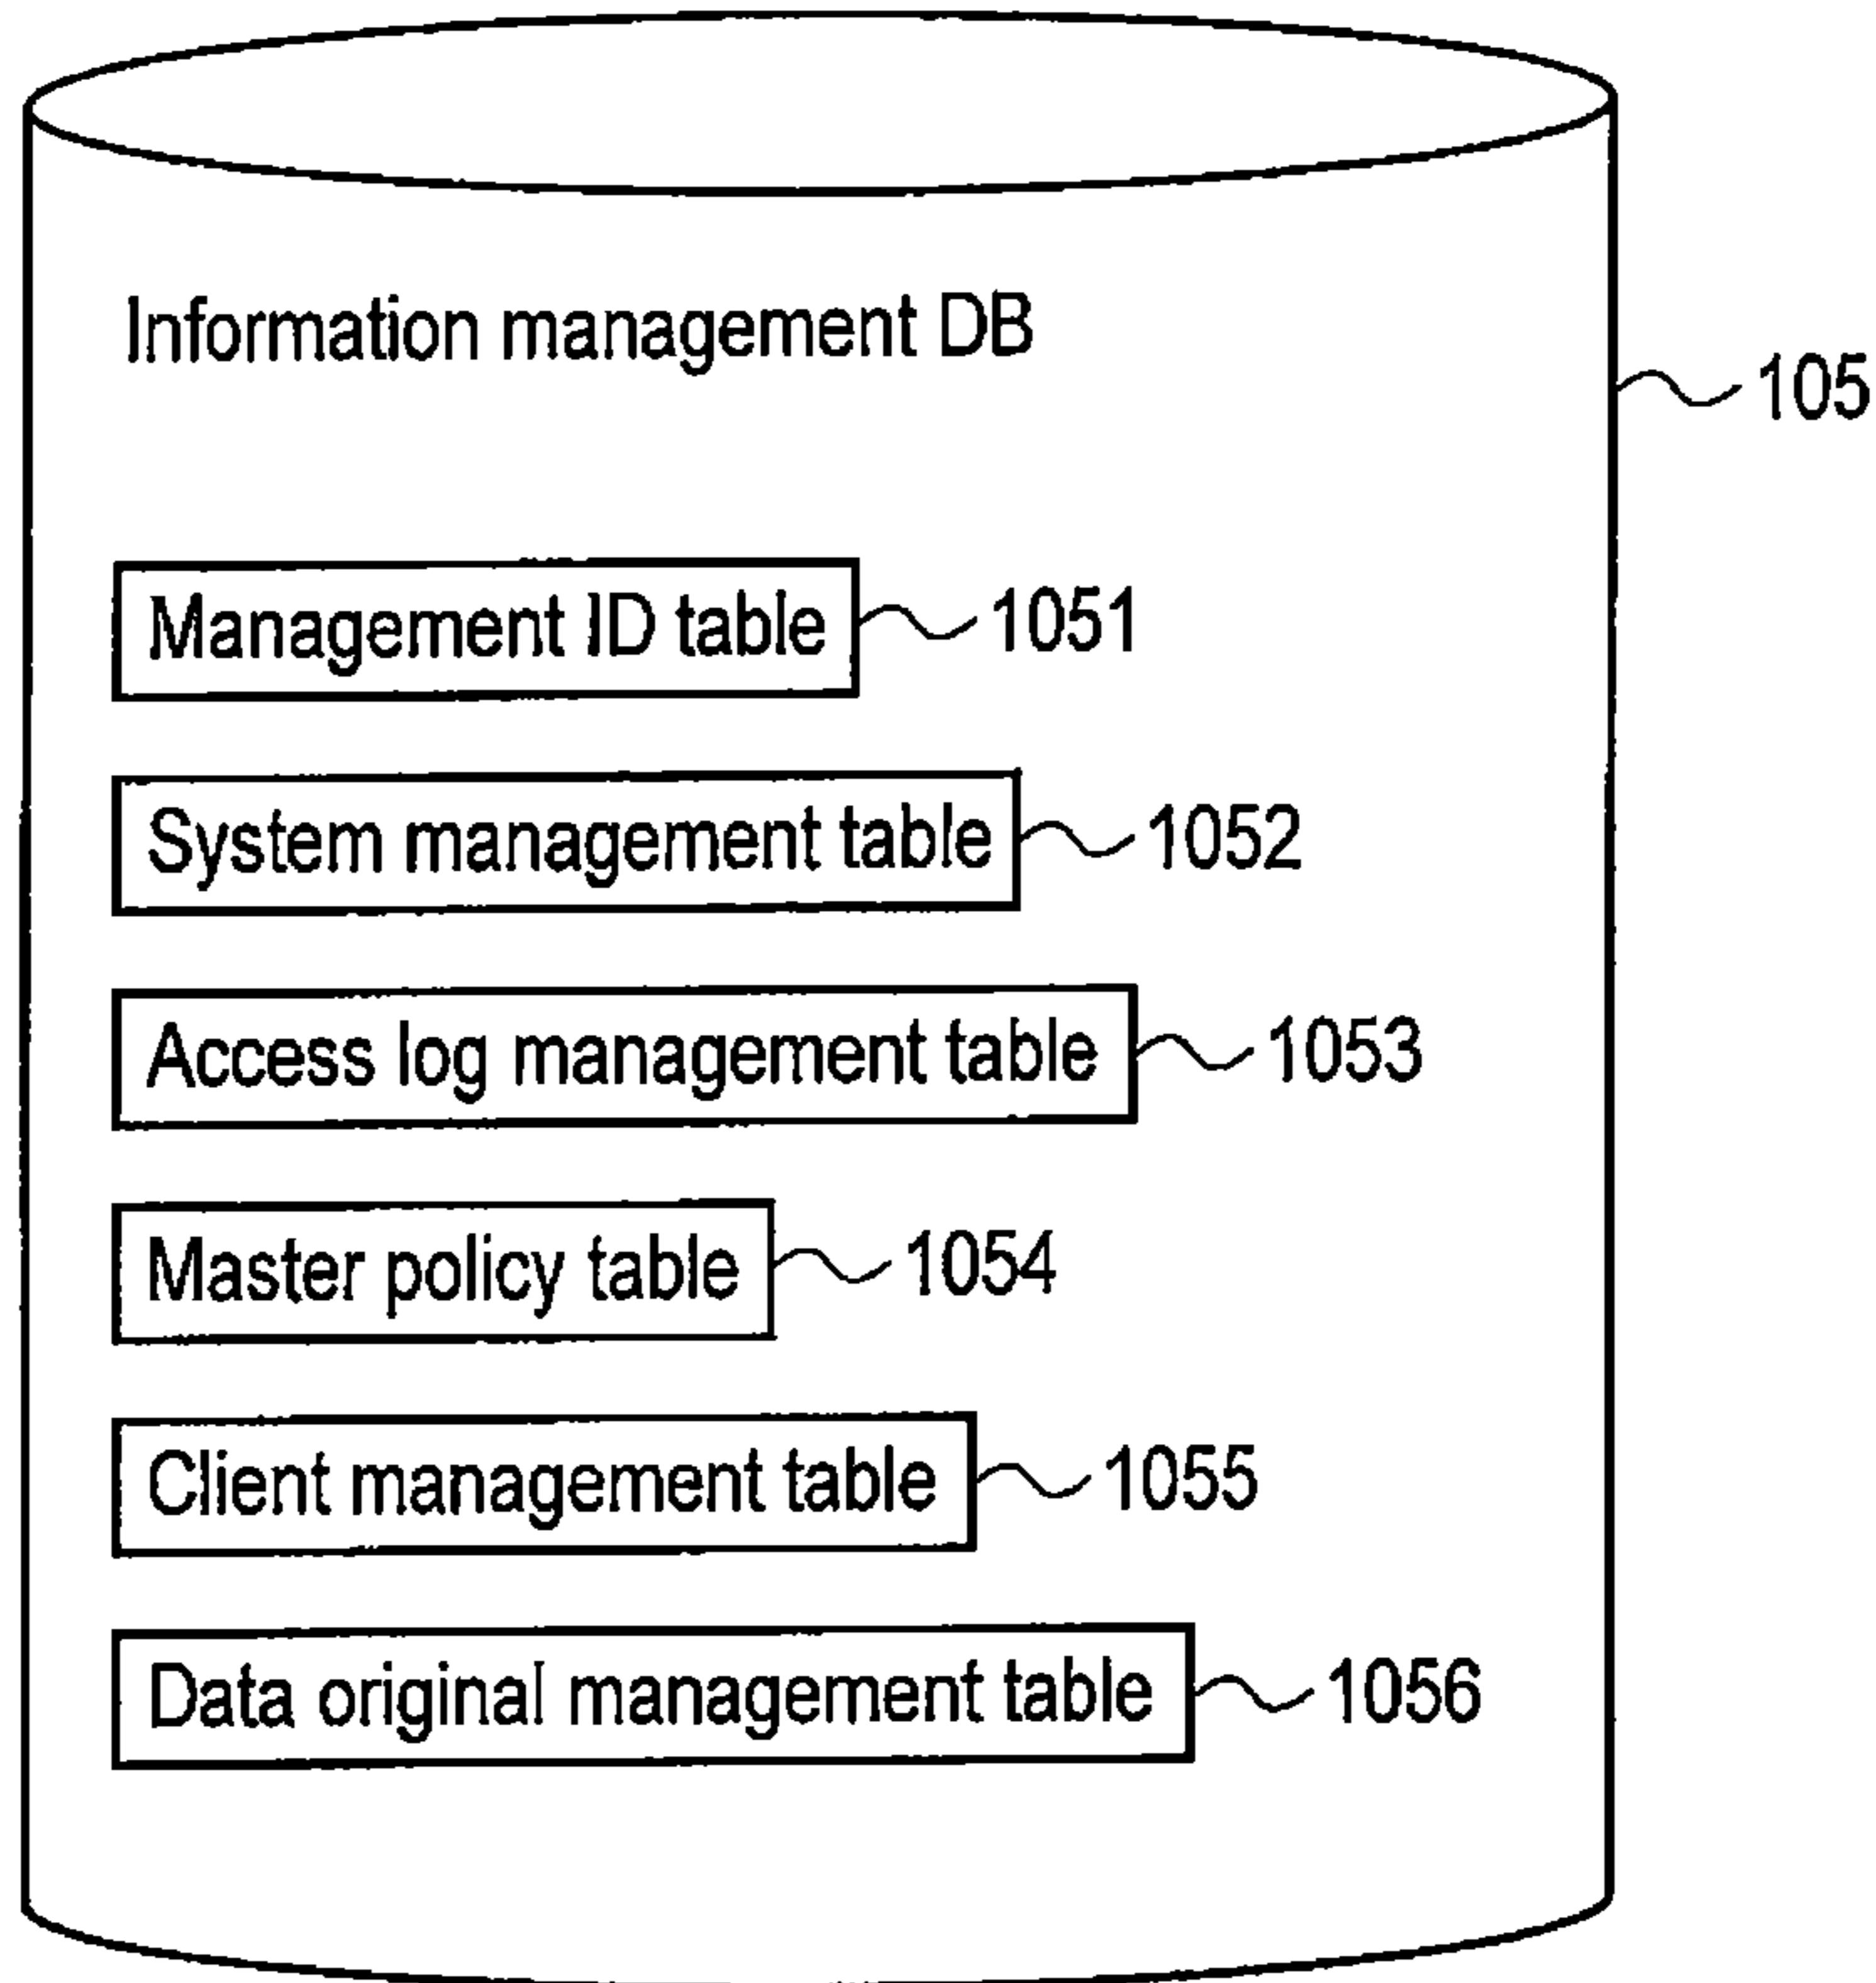 Information management DB
105
Management ID table 1051
System management table 1052
Access log management table 1053
Master policy table 1054
Client management table 1055
Data original management table 1056